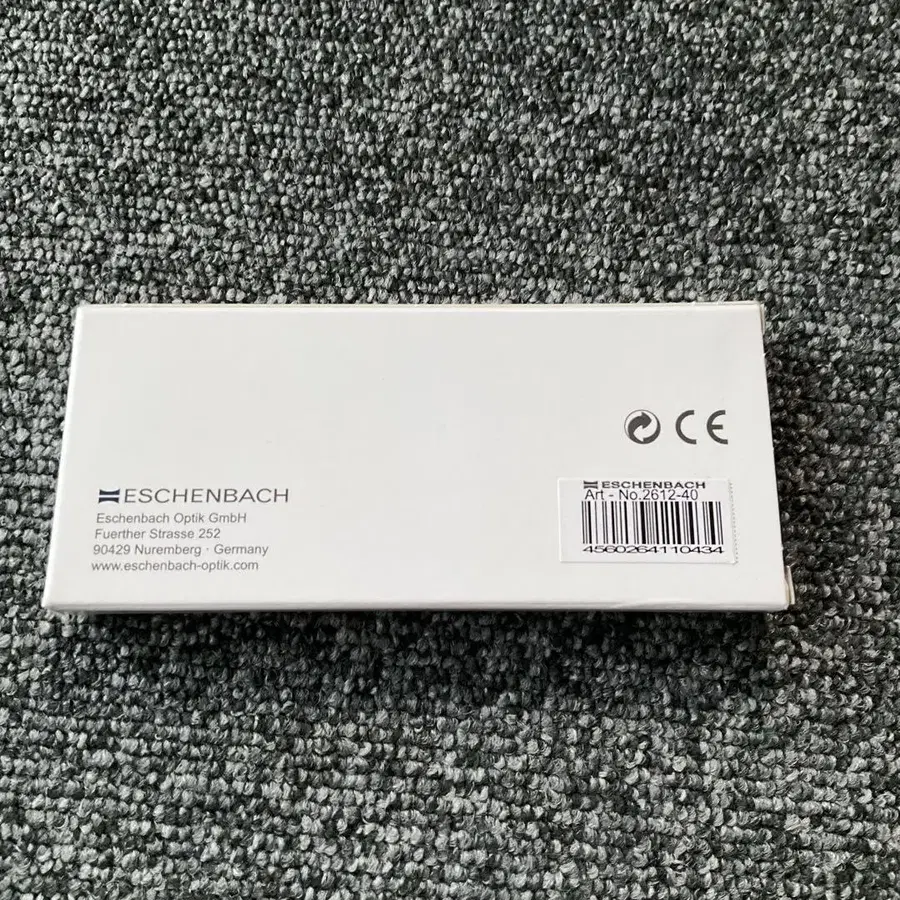 CE
ESCHENBACH
Eschenbach Optik GmbH
Fuerther Strasse 252
90429 Nuremberg · Germany
www.eschenbach-optik.com
ESCHENBACH
Art - No.2612-40
4560264110434